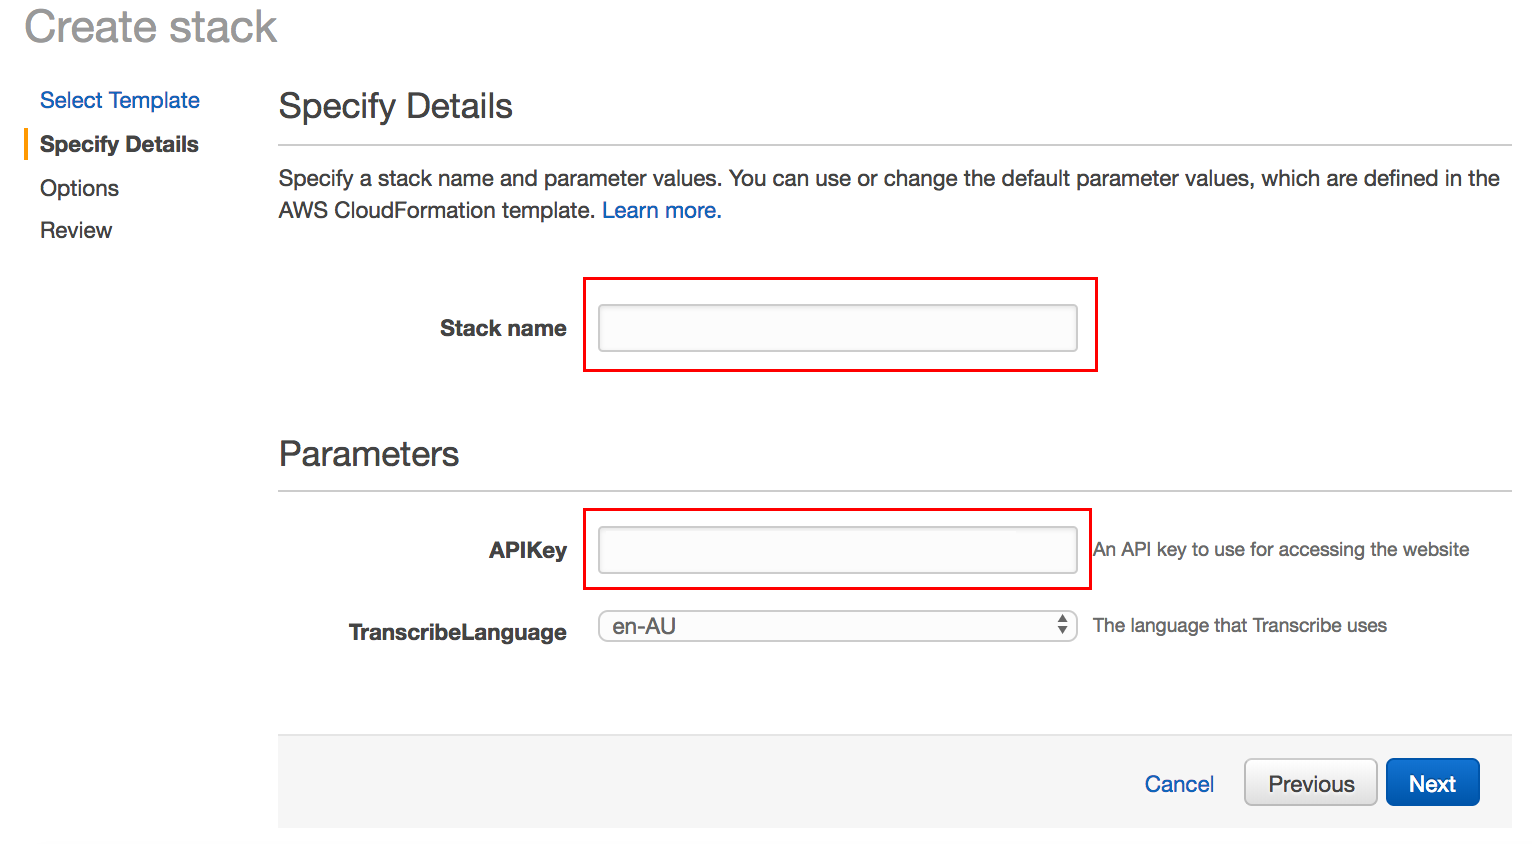 Create stack
Select Template
Specify Details
Options
Review
Specify Details
Specify a stack name and parameter values. You can use or change the default parameter values, which are defined in the
AWS CloudFormation template. Learn more.
Stack name
Parameters
APIKey
An API key to use for accessing the website
TranscribeLanguage
en-AU
The language that Transcribe uses
Cancel
Previous
Next